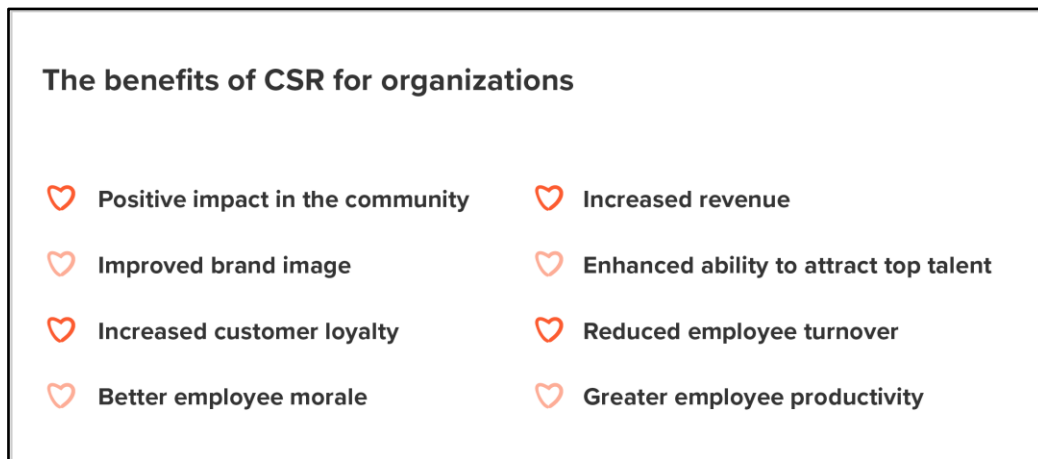 The benefits of CSR for organizations
Positive impact in the community
Improved brand image
Increased customer loyalty
Better employee morale
Increased revenue
Enhanced ability to attract top talent
Reduced employee turnover
Greater employee productivity